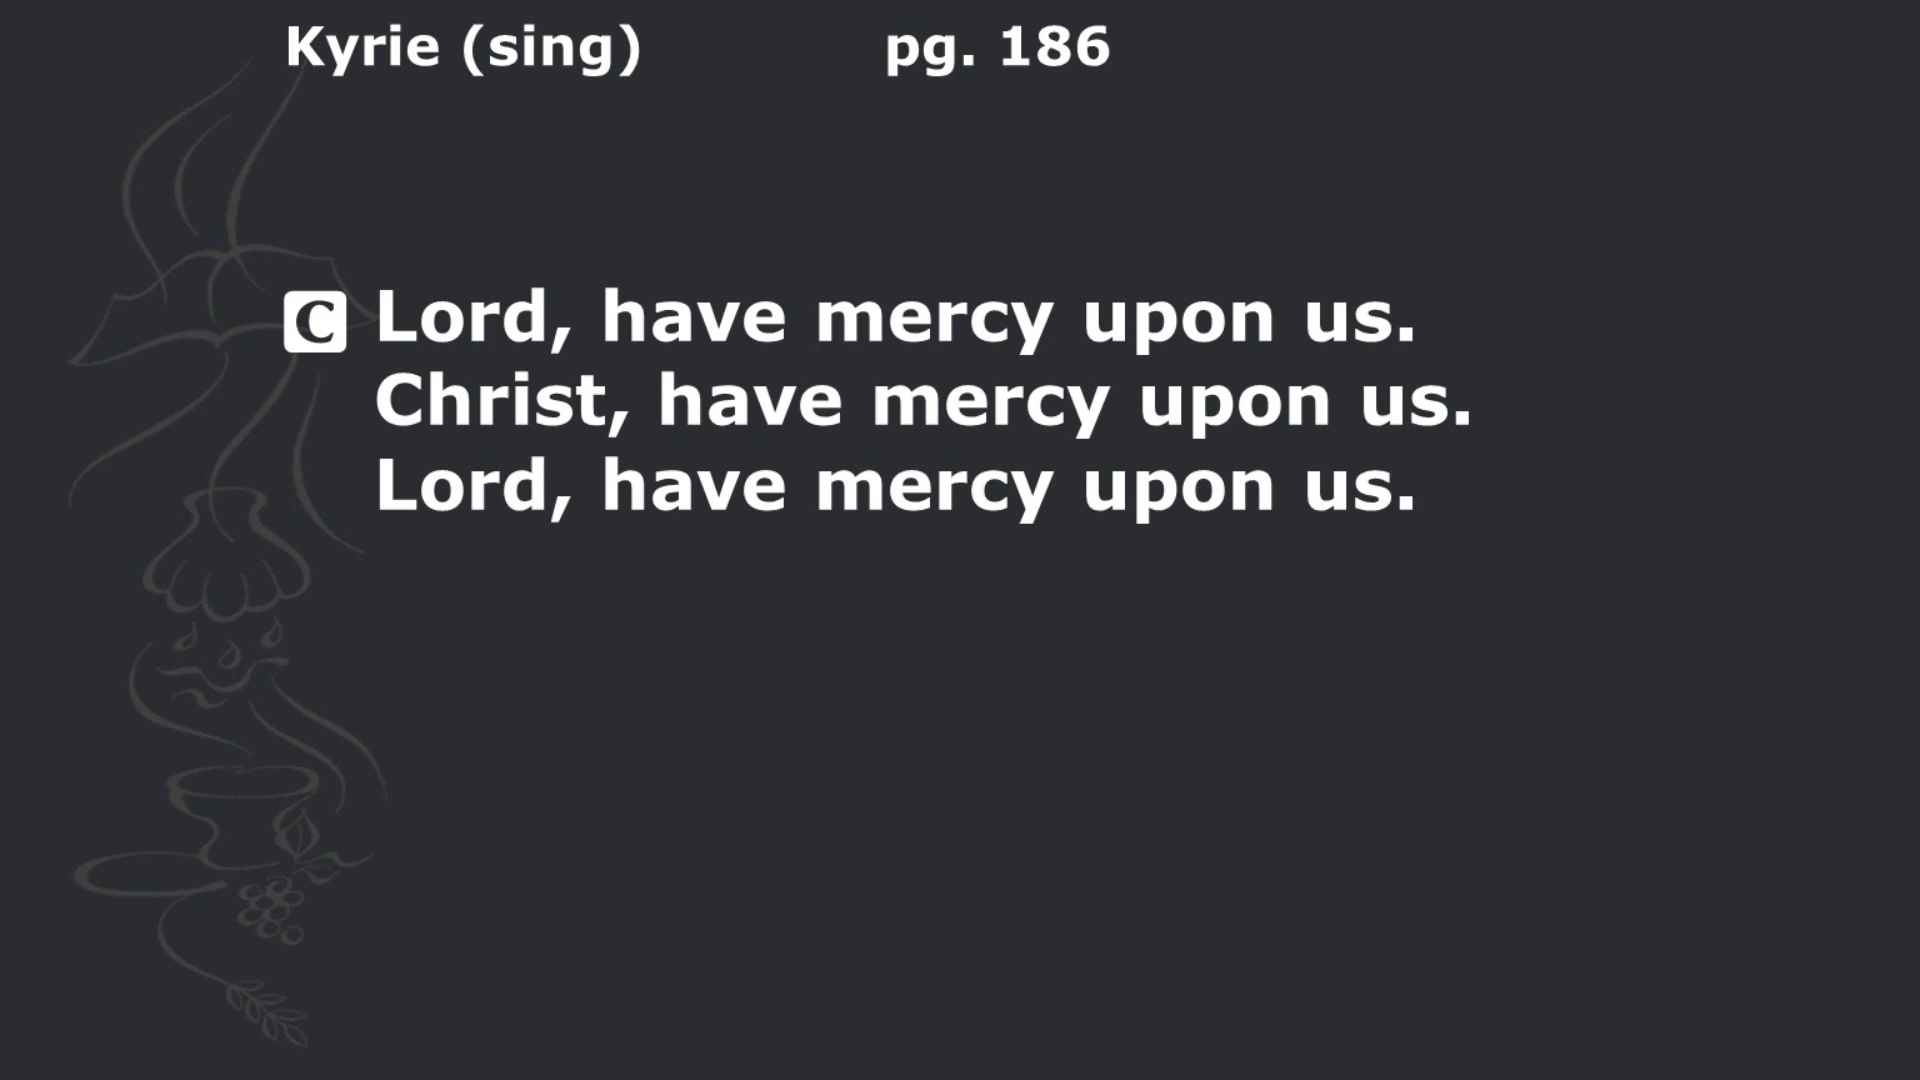 Kyrie (sing) pg. 186
C Lord, have mercy upon us.
Christ, have mercy upon us.
Lord, have mercy upon us.